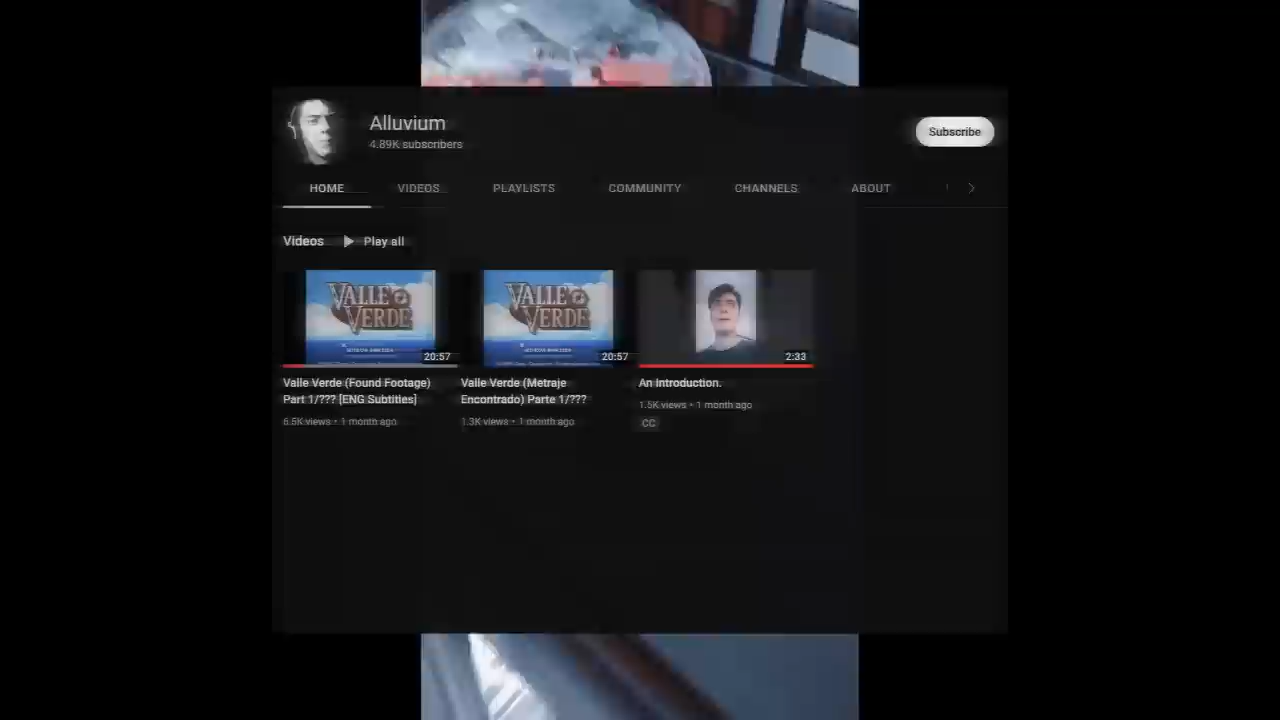 Alluvium
4.89K subscribers
Subscribe
HOME
VIDEOS
PLAYLISTS
COMMUNITY
CHANNELS
ABOUT
Videos
Play all
VALLE
VERDE
20:57
VALLE
VERDE
20:57
2:33
Valle Verde (Found Footage)
Part 1/??? [ENG Subtitles]
6.5K views • 1 month ago
Valle Verde (Metraje
Encontrado) Parte 1/???
1.3K views • 1 month ago
An Introduction.
1.5K views • 1 month ago
CC